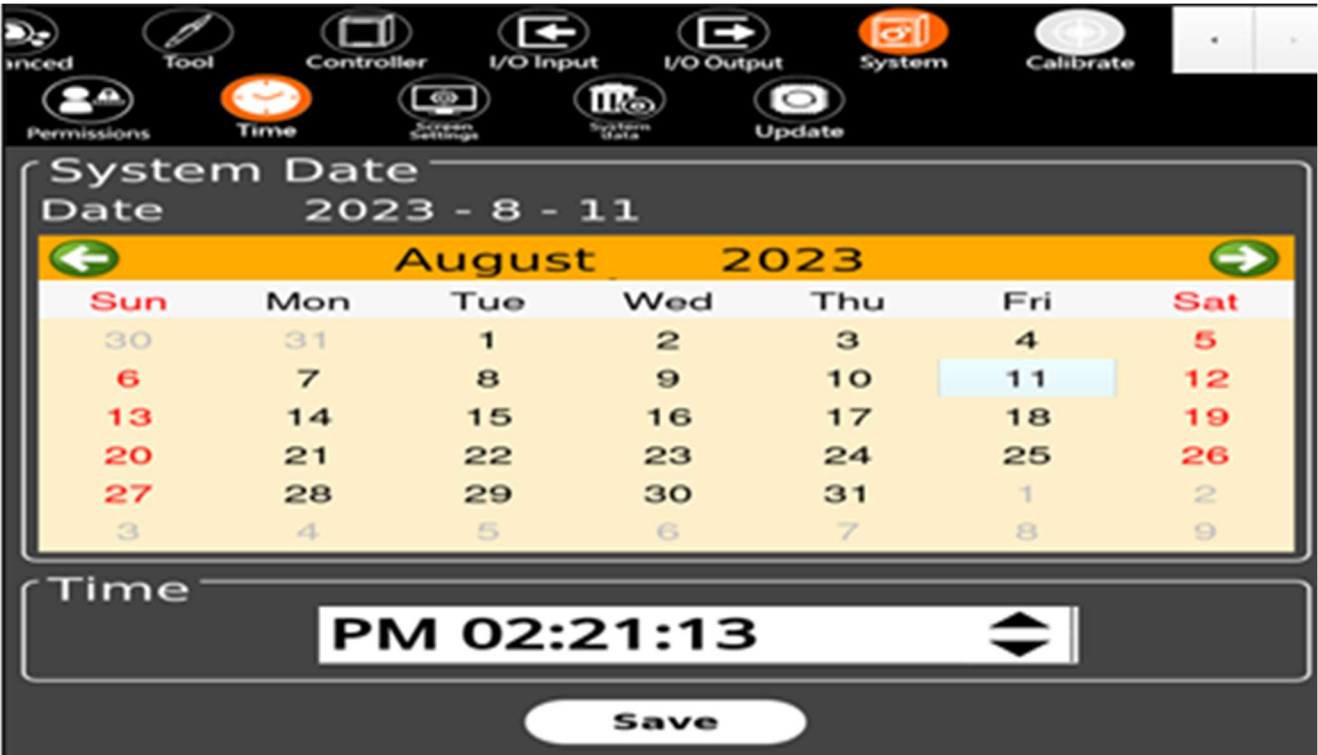 anced Tool Controller I/O Input I/O Output System Calibrate
Permissions Time Screen Settings System data Update
System Date
Date 2023 - 8 - 11
August 2023
Sun Mon Tue Wed Thu Fri Sat
30 31 1 2 3 4 5
6 7 8 9 10 11 12
13 14 15 16 17 18 19
20 21 22 23 24 25 26
27 28 29 30 31 1 2
3 4 5 6 7 8 9
Time
PM 02:21:13
Save